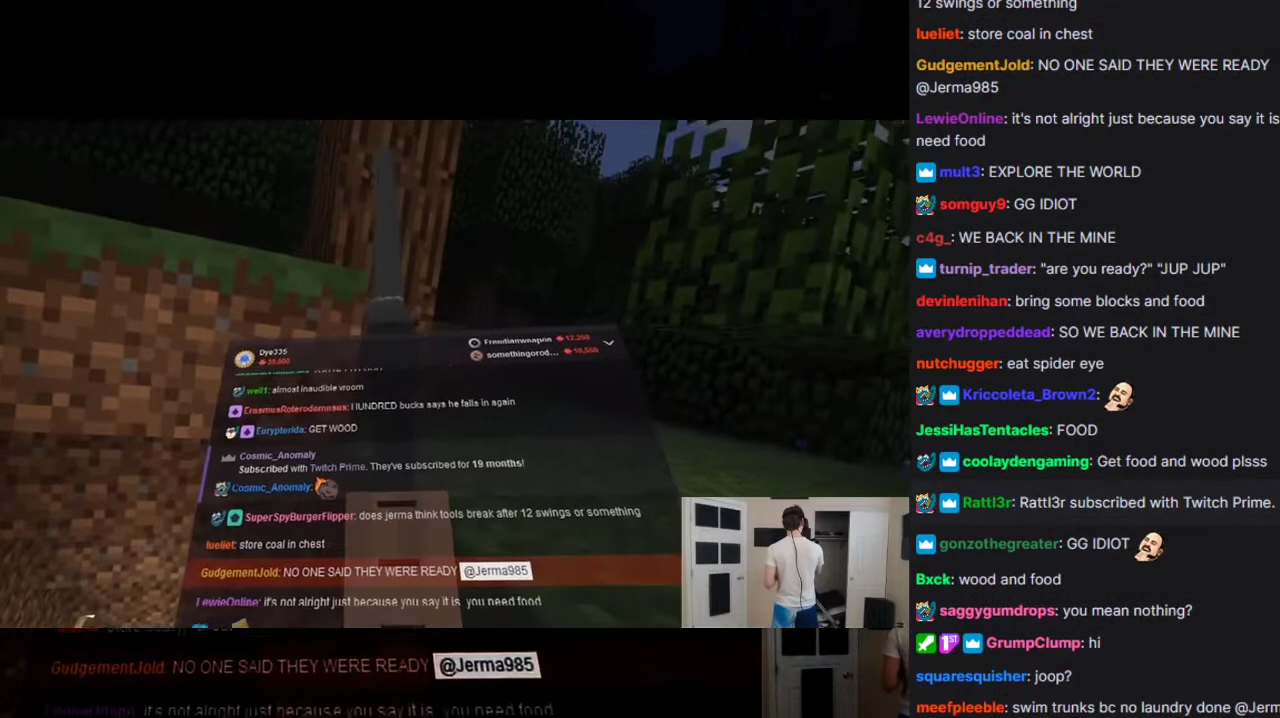 12 swings or something
lueliet: store coal in chest
GudgementJold: NO ONE SAID THEY WERE READY
@Jerma985
LewieOnline: it's not alright just because you say it is
need food
mult3: EXPLORE THE WORLD
somguy9: GG IDIOT
c4g_: WE BACK IN THE MINE
turnip_trader: "are you ready?" "JUP JUP"
devinlenihan: bring some blocks and food
averydroppeddead: SO WE BACK IN THE MINE
nutchugger: eat spider eye
Kriccoleta_Brown2:
JessiHasTentacles: FOOD
coolaydengaming: Get food and wood plsss
Rattl3r: Rattl3r subscribed with Twitch Prime.
gonzothegreater: GG IDIOT
Bxck: wood and food
saggygumdrops: you mean nothing?
1ST GrumpClump: hi
squaresquisher: joop?
meefpleeble: swim trunks bc no laundry done @Jerm
Dye335
20,000
Freudianweapon 12,200
somethingorod... 10,500
well1: almost inaudible vroom
ErasmusRoterodamnsus: HUNDRED bucks says he falls in again
Eurypterida: GET WOOD
Cosmic_Anomaly
Subscribed with Twitch Prime. They've subscribed for 19 months!
Cosmic_Anomaly:
SuperSpyBurgerFlipper: does jerma think tools break after 12 swings or something
lueliet: store coal in chest
GudgementJold: NO ONE SAID THEY WERE READY @Jerma985
LewieOnline: it's not alright just because you say it is you need food
GudgementJold: NO ONE SAID THEY WERE READY @Jerma985
it's not alright just because you say it is you need food